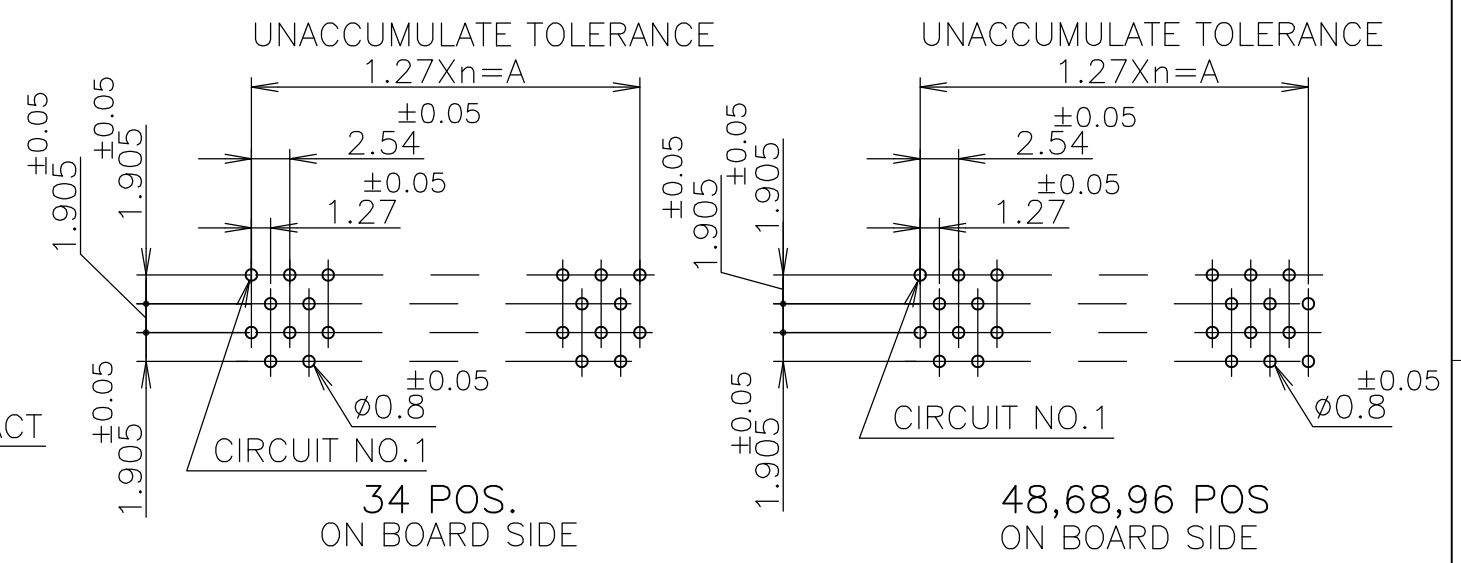 UNACCUMULATE TOLERANCE
1.27Xn=A
±0.05
2.54
±0.05
1.27
±0.05
1.905
±0.05
1.905
±0.05
1.905
±0.05
ø0.8
CIRCUIT NO.1
34 POS.
ON BOARD SIDE
ACT
UNACCUMULATE TOLERANCE
1.27Xn=A
±0.05
2.54
±0.05
1.27
±0.05
1.905
±0.05
1.905
±0.05
1.905
±0.05
ø0.8
CIRCUIT NO.1
48,68,96 POS
ON BOARD SIDE